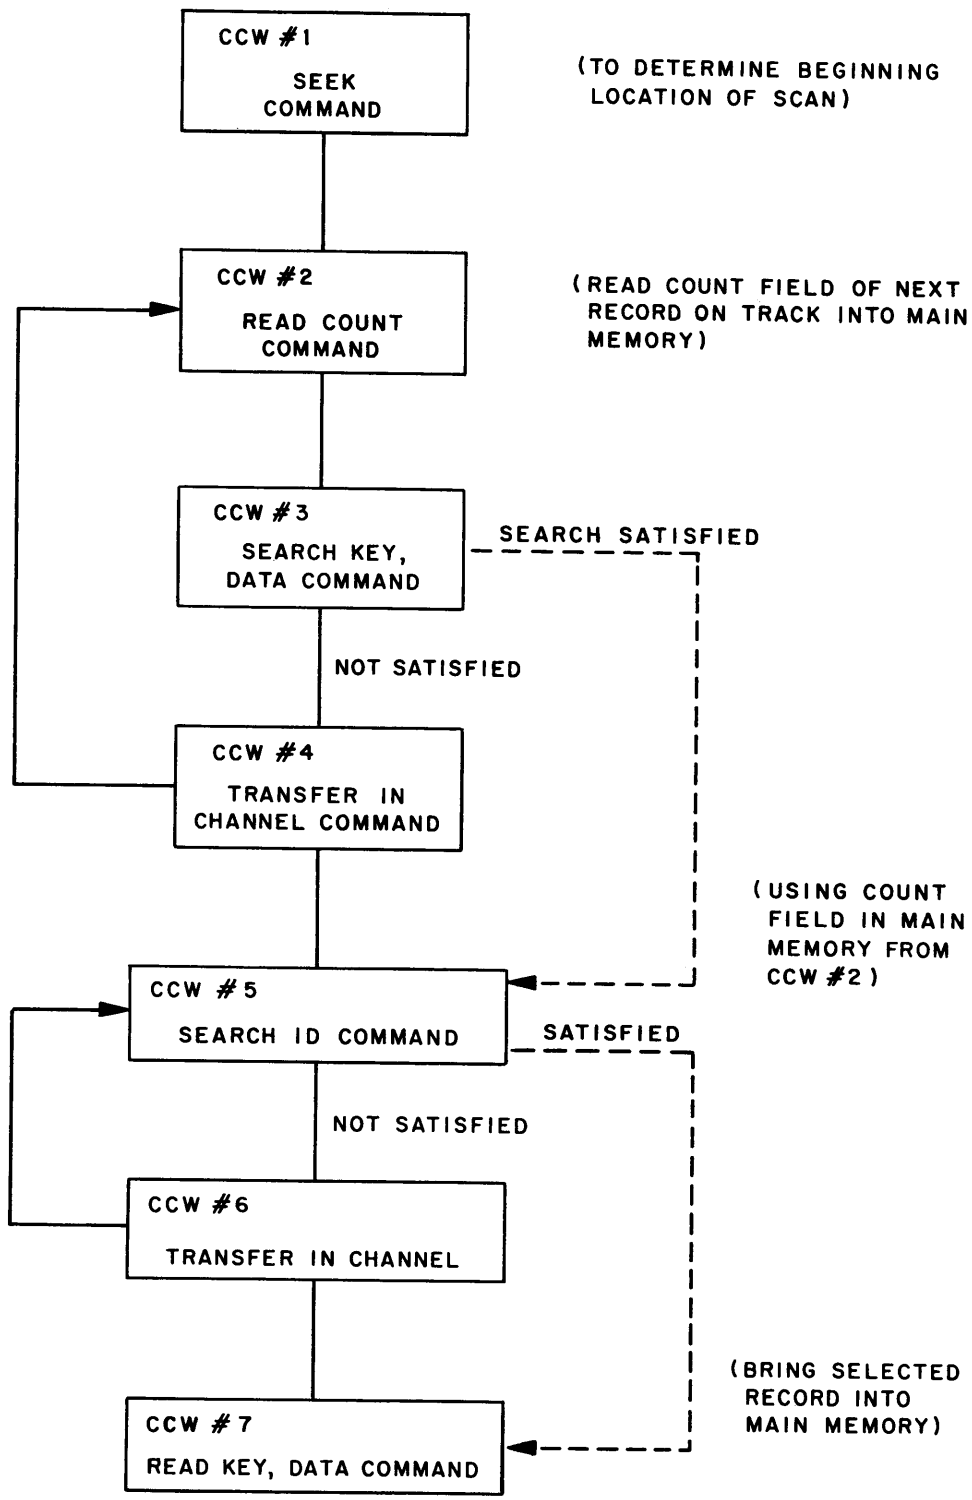 CCW #1
SEEK
COMMAND
(TO DETERMINE BEGINNING
LOCATION OF SCAN)
CCW #2
READ COUNT
COMMAND
(READ COUNT FIELD OF NEXT
RECORD ON TRACK INTO MAIN
MEMORY)
CCW #3
SEARCH KEY,
DATA COMMAND
SEARCH SATISFIED
NOT SATISFIED
CCW #4
TRANSFER IN
CHANNEL COMMAND
(USING COUNT
FIELD IN MAIN
MEMORY FROM
CCW #2)
CCW #5
SEARCH ID COMMAND
SATISFIED
NOT SATISFIED
CCW #6
TRANSFER IN CHANNEL
(BRING SELECTED
RECORD INTO
MAIN MEMORY)
CCW #7
READ KEY, DATA COMMAND